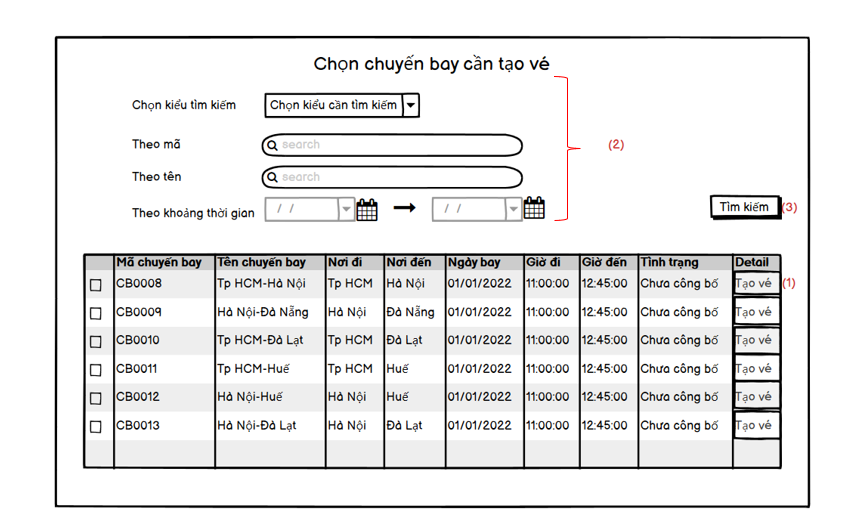 Chọn chuyến bay cần tạo vé
Chọn kiểu tìm kiếm Chọn kiểu cần tìm kiếm
Theo mã search (2)
Theo tên search
Theo khoảng thời gian / / / / Tìm kiếm (3)
Mã chuyến bay Tên chuyến bay Nơi đi Nơi đến Ngày bay Giờ đi Giờ đến Tình trạng Detail
CB0008 Tp HCM-Hà Nội Tp HCM Hà Nội 01/01/2022 11:00:00 12:45:00 Chưa công bố Tạo vé (1)
CB0009 Hà Nội-Đà Nẵng Hà Nội Đà Nẵng 01/01/2022 11:00:00 12:45:00 Chưa công bố Tạo vé
CB0010 Tp HCM-Đà Lạt Tp HCM Đà Lạt 01/01/2022 11:00:00 12:45:00 Chưa công bố Tạo vé
CB0011 Tp HCM-Huế Tp HCM Huế 01/01/2022 11:00:00 12:45:00 Chưa công bố Tạo vé
CB0012 Hà Nội-Huế Hà Nội Huế 01/01/2022 11:00:00 12:45:00 Chưa công bố Tạo vé
CB0013 Hà Nội-Đà Lạt Hà Nội Đà Lạt 01/01/2022 11:00:00 12:45:00 Chưa công bố Tạo vé